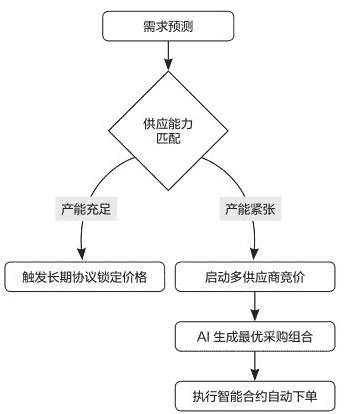 需求预测
供应能力
匹配
产能充足
产能紧张
触发长期协议锁定价格
启动多供应商竞价
AI 生成最优采购组合
执行智能合约自动下单